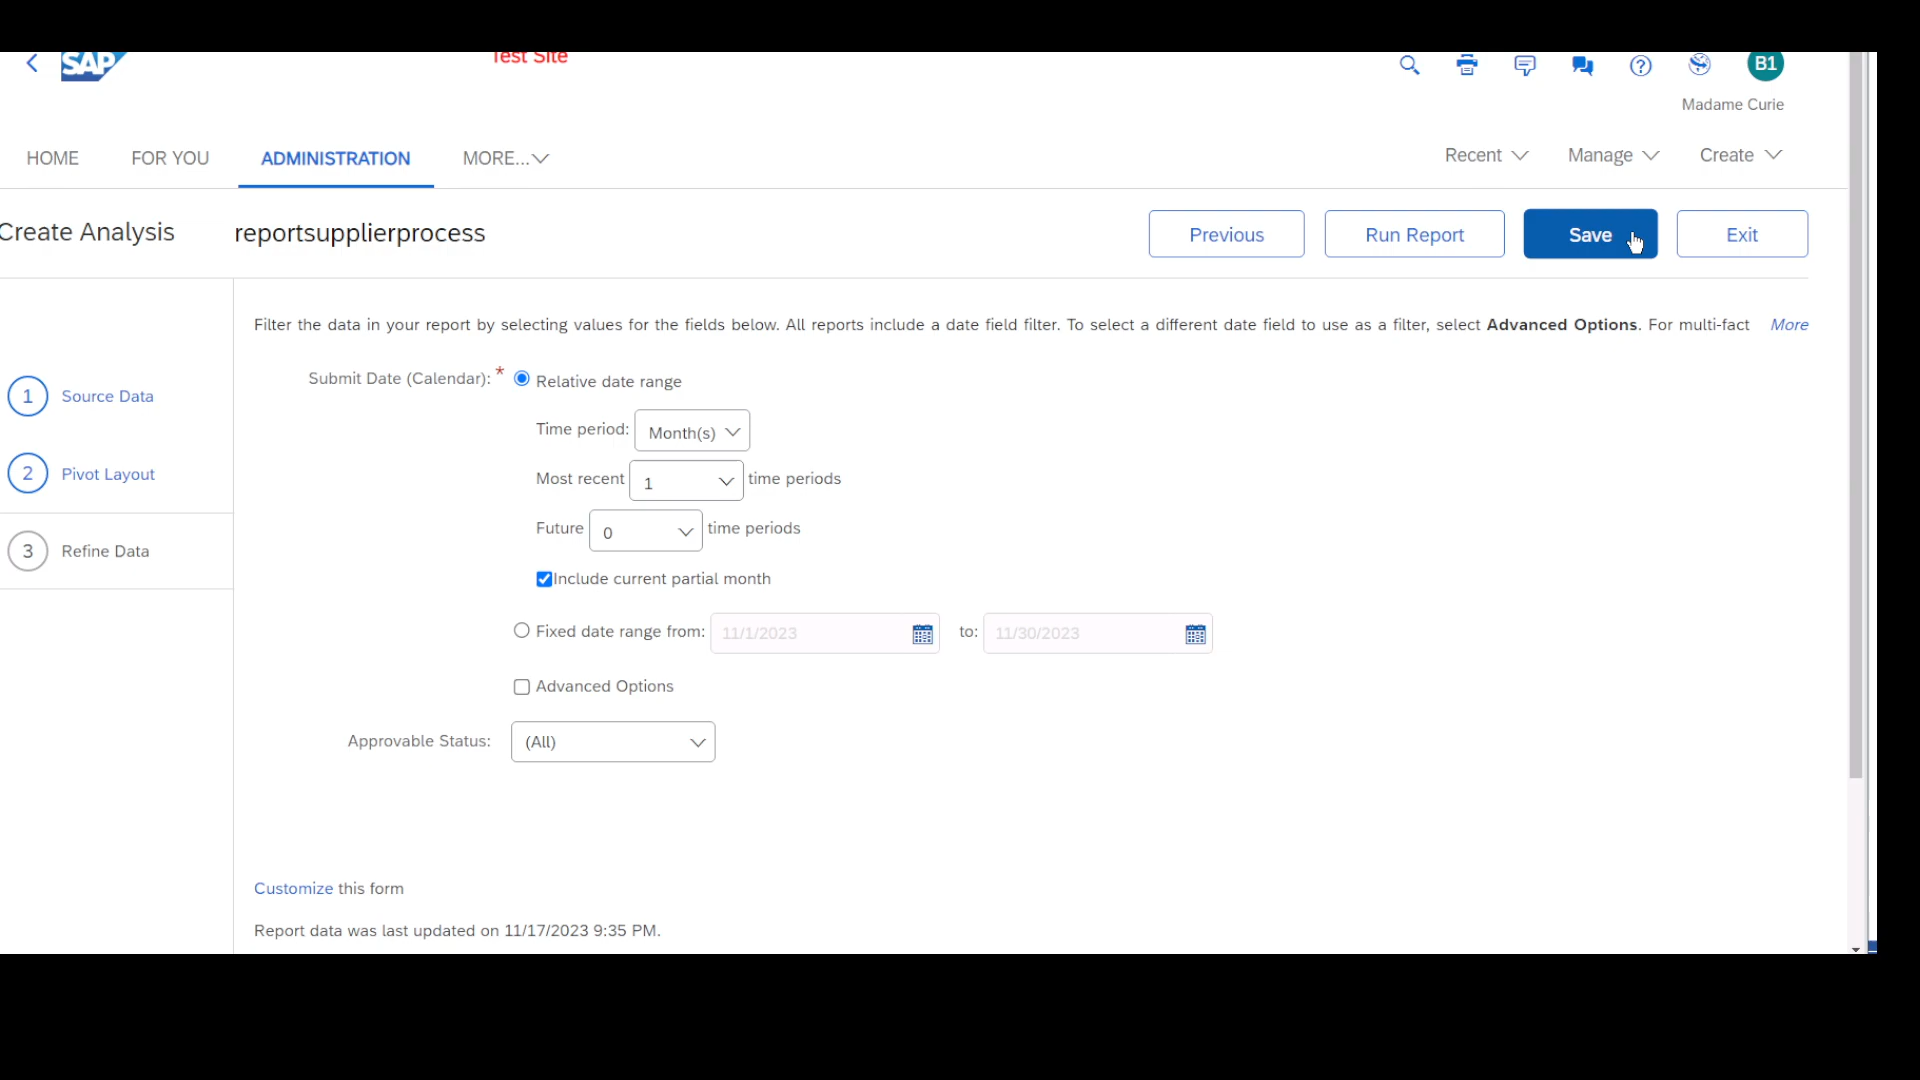 SAP
Test Site
B1
Madame Curie
HOME FOR YOU ADMINISTRATION MORE... Recent Manage Create
Create Analysis reportsupplierprocess Previous Run Report Save Exit
Filter the data in your report by selecting values for the fields below. All reports include a date field filter. To select a different date field to use as a filter, select Advanced Options. For multi-fact More
1 Source Data
2 Pivot Layout
3 Refine Data
Submit Date (Calendar): * Relative date range
Time period: Month(s)
Most recent 1 time periods
Future 0 time periods
Include current partial month
Fixed date range from: 11/1/2023 to: 11/30/2023
Advanced Options
Approvable Status: (All)
Customize this form
Report data was last updated on 11/17/2023 9:35 PM.